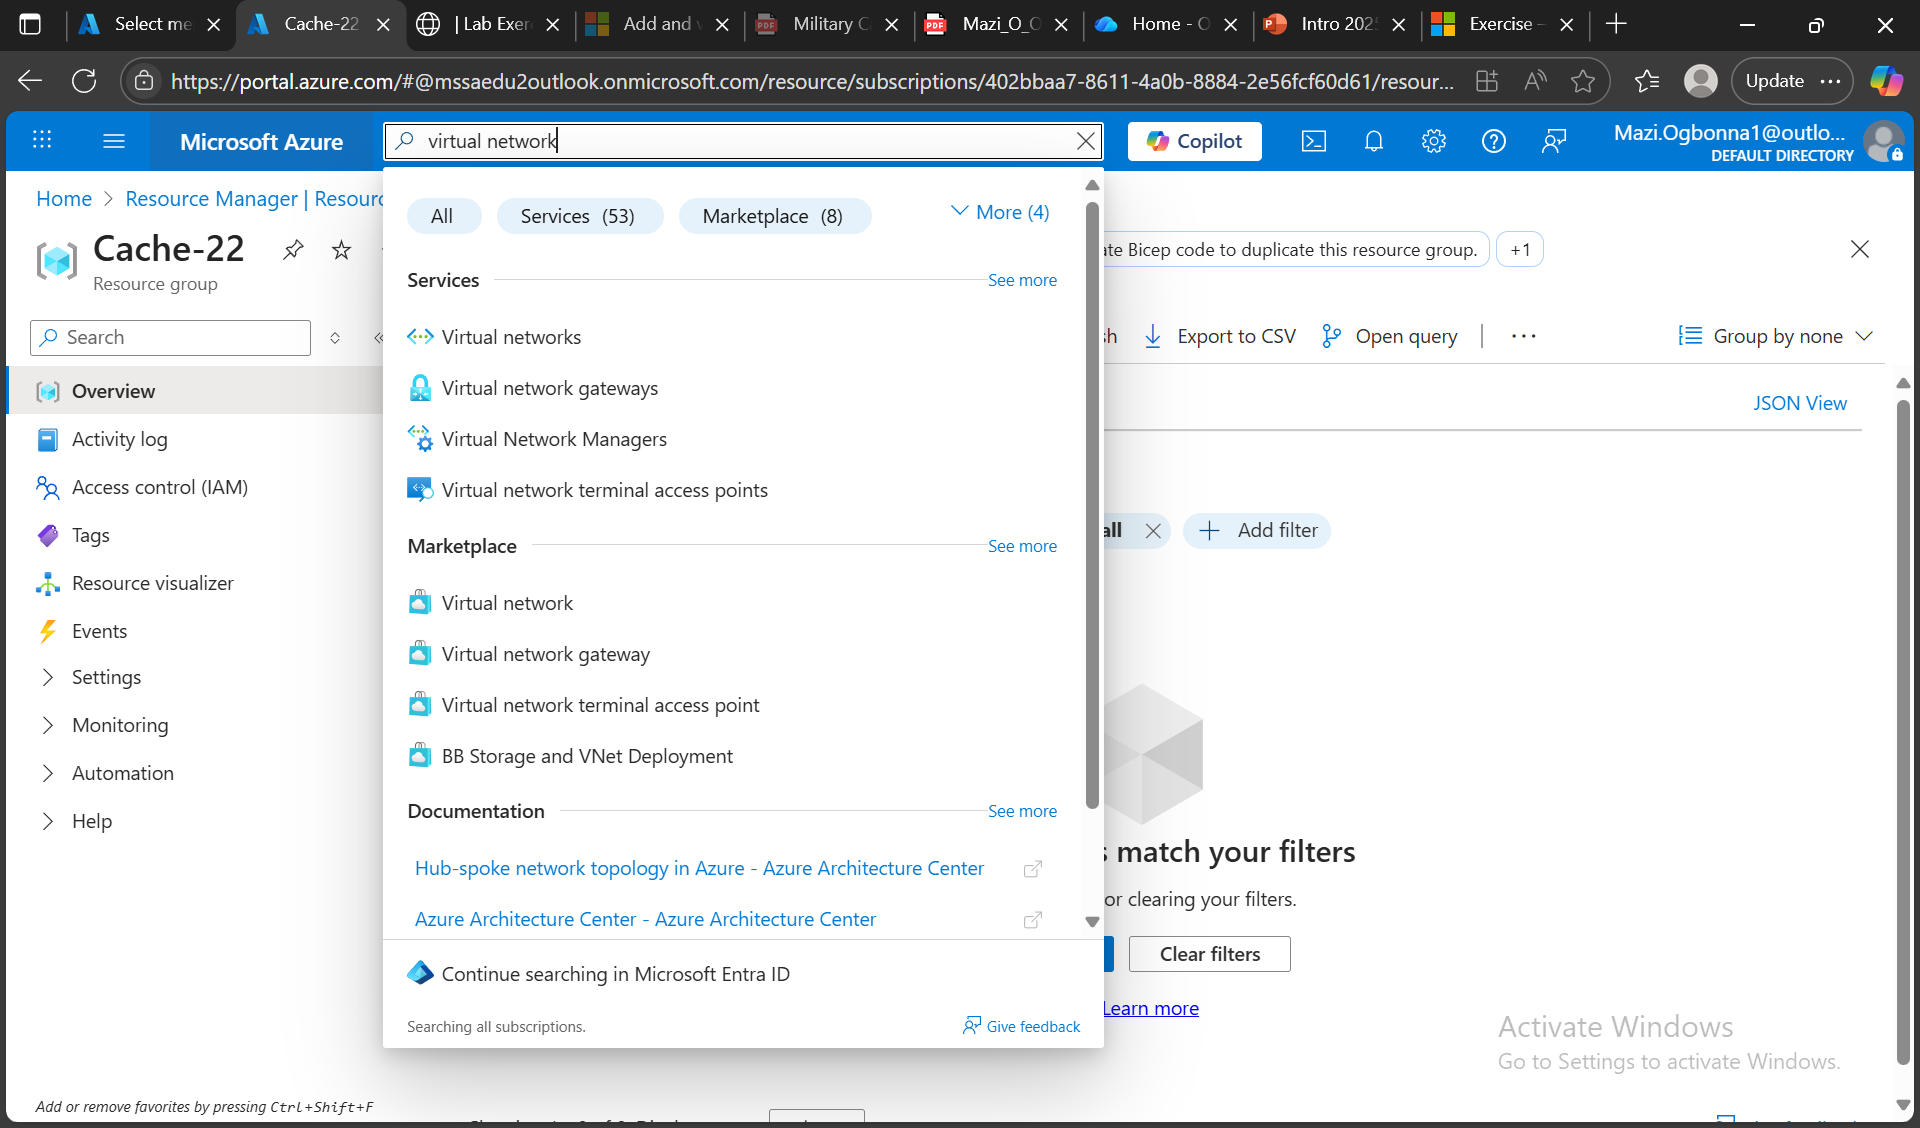 Select me
Cache-22
| Lab Exer
Add and v
Military C
Mazi_O_O
Home - O
Intro 202
Exercise -
https://portal.azure.com/#@mssaedu2outlook.onmicrosoft.com/resource/subscriptions/402bbaa7-8611-4a0b-8884-2e56fcf60d61/resour...
Update
Microsoft Azure
virtual network
Copilot
Mazi.Ogbonna1@outlo...
DEFAULT DIRECTORY
Home > Resource Manager | Resourc
Cache-22
Resource group
ate Bicep code to duplicate this resource group.
+1
Search
Overview
Activity log
Access control (IAM)
Tags
Resource visualizer
Events
Settings
Monitoring
Automation
Help
Add or remove favorites by pressing Ctrl+Shift+F
All
Services (53)
Marketplace (8)
More (4)
Services
See more
Virtual networks
Virtual network gateways
Virtual Network Managers
Virtual network terminal access points
Marketplace
See more
Virtual network
Virtual network gateway
Virtual network terminal access point
BB Storage and VNet Deployment
Documentation
See more
Hub-spoke network topology in Azure - Azure Architecture Center
Azure Architecture Center - Azure Architecture Center
Continue searching in Microsoft Entra ID
Searching all subscriptions.
Give feedback
sh
Export to CSV
Open query
Group by none
JSON View
all
Add filter
s match your filters
or clearing your filters.
Clear filters
Learn more
Activate Windows
Go to Settings to activate Windows.